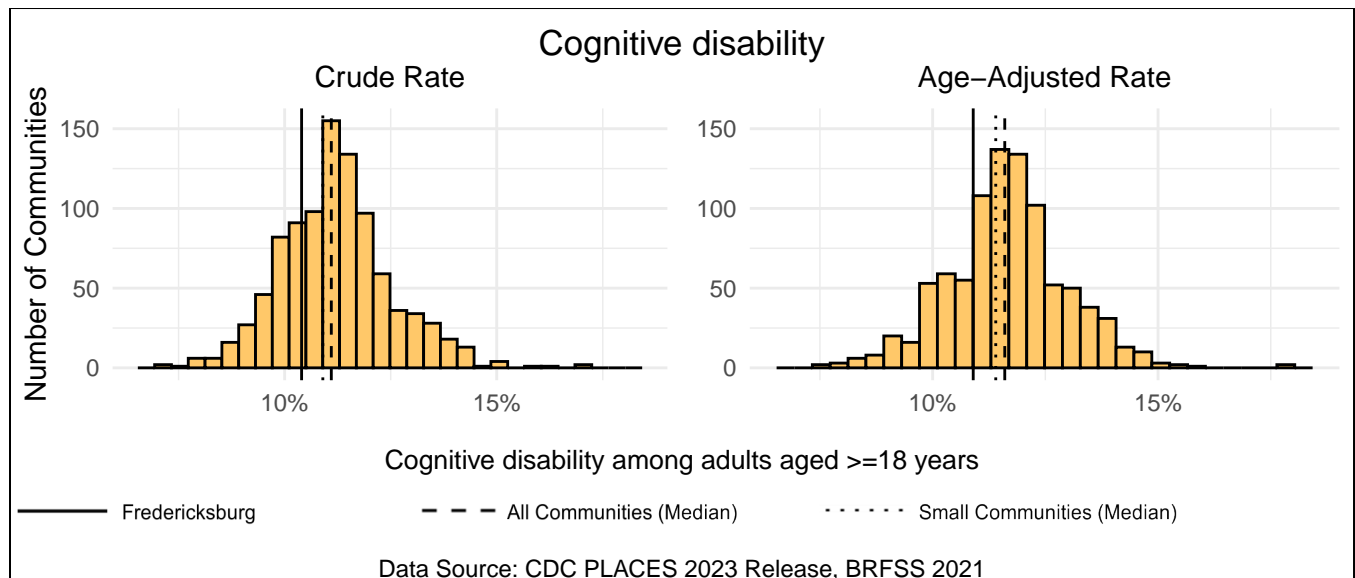 Cognitive disability
Crude Rate
Age−Adjusted Rate
Number of Communities
150
100
50
0
10%
15%
150
100
50
0
10%
15%
Cognitive disability among adults aged >=18 years
Fredericksburg
All Communities (Median)
Small Communities (Median)
Data Source: CDC PLACES 2023 Release, BRFSS 2021